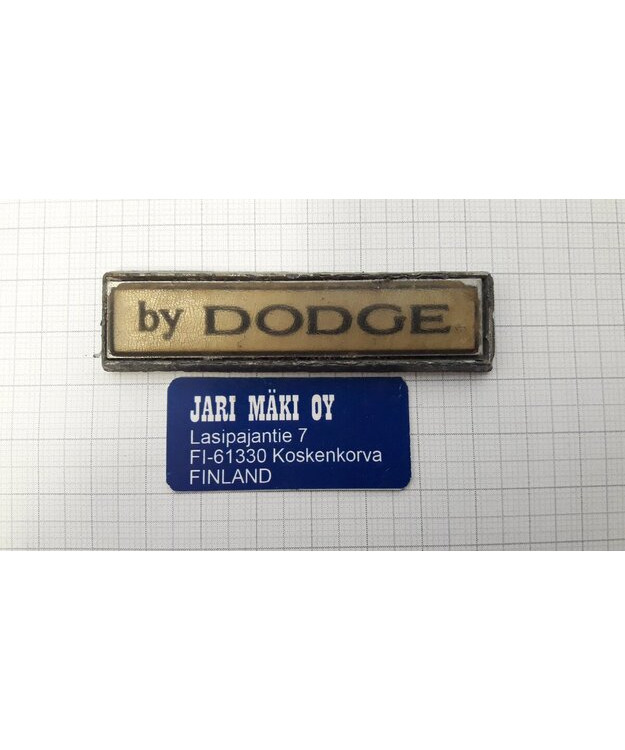 by DODGE
JARI MÄKI OY
Lasipajantie 7
FI-61330 Koskenkorva
FINLAND